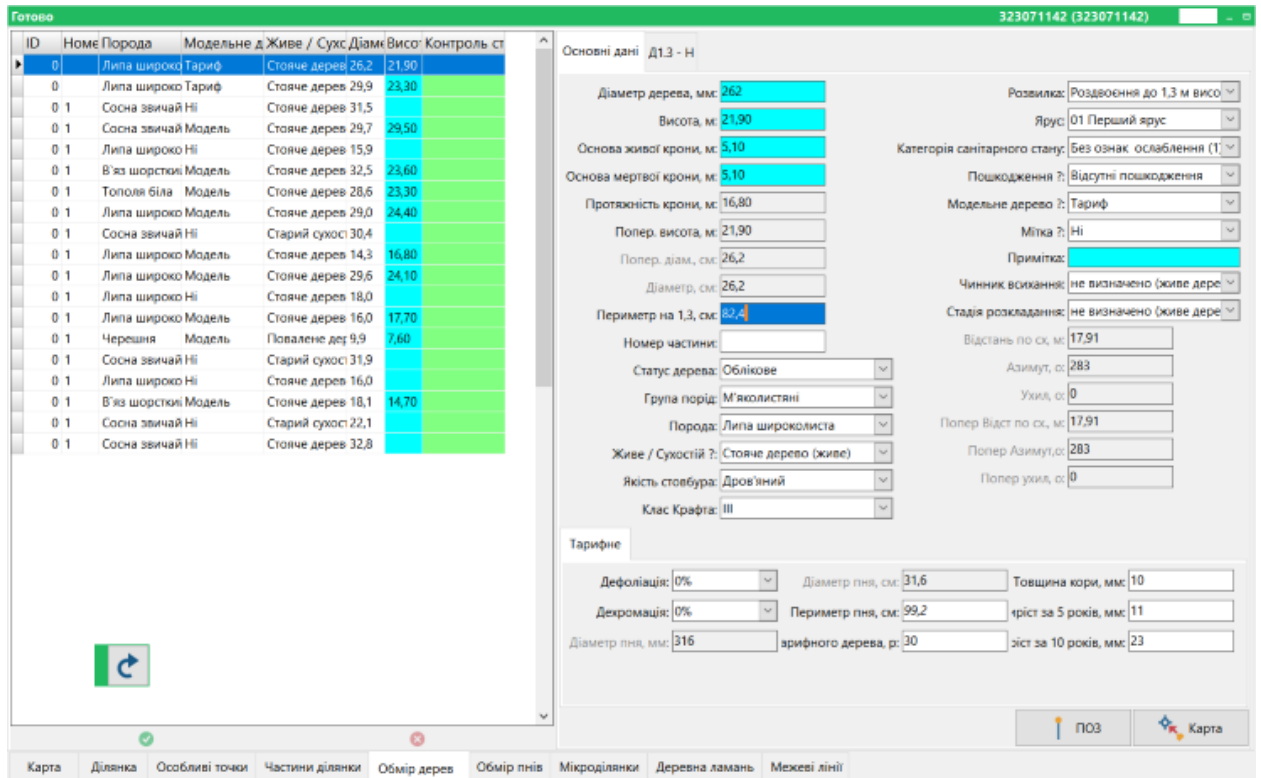 Готово 323071142 (323071142)
ID Номе Порода Модельне д Живе / Сухс Діаме Висот Контроль ст
0 Липа широко Тариф Стояче дерев 26,2 21,90
0 Липа широко Тариф Стояче дерев 29,9 23,30
0 1 Сосна звичай Ні Стояче дерев 31,5
0 1 Сосна звичай Модель Стояче дерев 29,7 29,50
0 1 Липа широко Ні Стояче дерев 15,9
0 1 В'яз шорсткиі Модель Стояче дерев 32,5 23,60
0 1 Тополя біла Модель Стояче дерев 28,6 23,30
0 1 Липа широко Модель Стояче дерев 29,0 24,40
0 1 Сосна звичай Ні Старий сухост 30,4
0 1 Липа широко Модель Стояче дерев 14,3 16,80
0 1 Липа широко Модель Стояче дерев 29,6 24,10
0 1 Липа широко Ні Стояче дерев 18,0
0 1 Липа широко Модель Стояче дерев 16,0 17,70
0 1 Черешня Модель Повалене дер 9,9 7,60
0 1 Сосна звичай Ні Старий сухост 31,9
0 1 Липа широко Ні Стояче дерев 16,0
0 1 В'яз шорсткиі Модель Стояче дерев 18,1 14,70
0 1 Сосна звичай Ні Старий сухост 22,1
0 1 Сосна звичай Ні Стояче дерев 32,8
Основні дані Д1.3 - Н
Діаметр дерева, мм: 262
Висота, м: 21,90
Основа живої крони, м: 5,10
Основа мертвої крони, м: 5,10
Протяжність крони, м: 16,80
Попер. висота, м: 21,90
Попер. діам., см: 26,2
Діаметр, см: 26,2
Периметр на 1,3, см: 82,4
Номер частини:
Статус дерева: Облікове
Група порід: М'яколистяні
Порода: Липа широколиста
Живе / Сухостій ?: Стояче дерево (живе)
Якість стовбура: Дров'яний
Клас Крафта: III
Розвилка: Роздвоєння до 1,3 м висо
Ярус: 01 Перший ярус
Категорія санітарного стану: Без ознак ослаблення (1)
Пошкодження ?: Відсутні пошкодження
Модельне дерево ?: Тариф
Мітка ?: Ні
Примітка:
Чинник всихання: не визначено (живе дере
Стадія розкладання: не визначено (живе дере
Відстань по сх, м: 17,91
Азимут, о: 283
Ухил, о: 0
Попер Відст по сх., м: 17,91
Попер Азимут,о: 283
Попер ухил, о: 0
Тарифне
Дефоліація: 0% Діаметр пня, см: 31,6 Товщина кори, мм: 10
Дехромація: 0% Периметр пня, см: 99,2 ıріст за 5 років, мм: 11
Діаметр пня, мм: 316 арифного дерева, р: 30 зіст за 10 років, мм: 23
ПОЗ Карта
Карта Ділянка Особливі точки Частини ділянки Обмір дерев Обмір пнів Мікроділянки Деревна ламань Межеві лінії